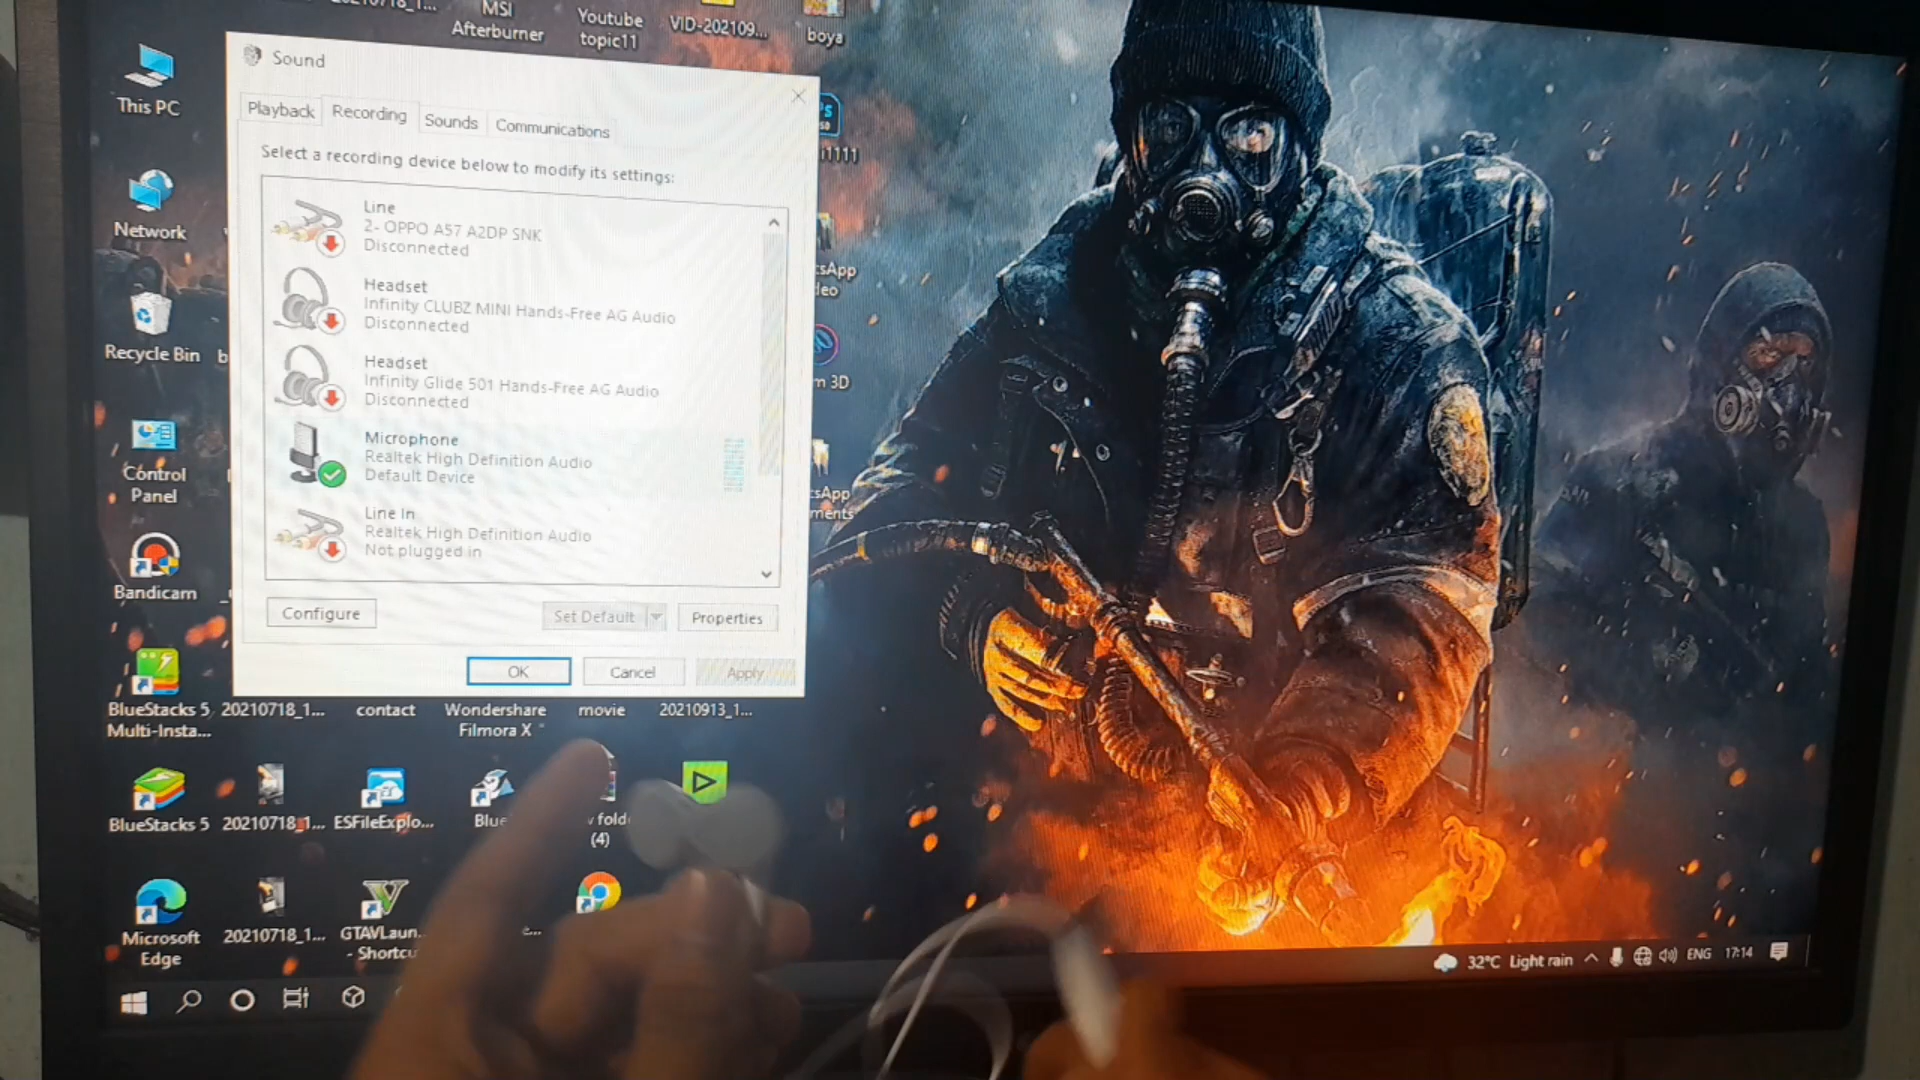 MSI
Afterburner
Youtube
topic11
VID-202109...
boya
This PC
Network
Recycle Bin
Control
Panel
Bandicam
BlueStacks 5
Multi-Insta...
20210718_1...
contact
Wondershare
Filmora X
movie
20210913_1...
BlueStacks 5
20210718_1...
ESFileExplo...
Blue
(4)
Microsoft
Edge
20210718_1...
GTAVLaun...
- Shortcu
Sound
Playback
Recording
Sounds
Communications
Select a recording device below to modify its settings:
Line
2- OPPO A57 A2DP SNK
Disconnected
Headset
Infinity CLUBZ MINI Hands-Free AG Audio
Disconnected
Headset
Infinity Glide 501 Hands-Free AG Audio
Disconnected
Microphone
Realtek High Definition Audio
Default Device
Line In
Realtek High Definition Audio
Not plugged in
Configure
Set Default
Properties
OK
Cancel
Apply
32°C Light rain
ENG
17:14